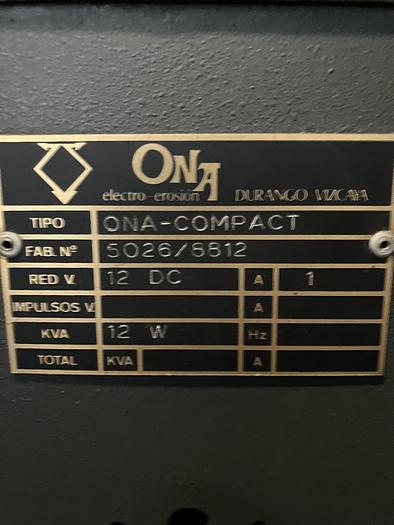 ONA
electro-erosión DURANGO VIZCAYA
TIPO ONA-COMPACT
FAB. Nº 5026/8812
RED V. 12 DC A 1
IMPULSOS V. A
KVA 12 W Hz
TOTAL KVA A